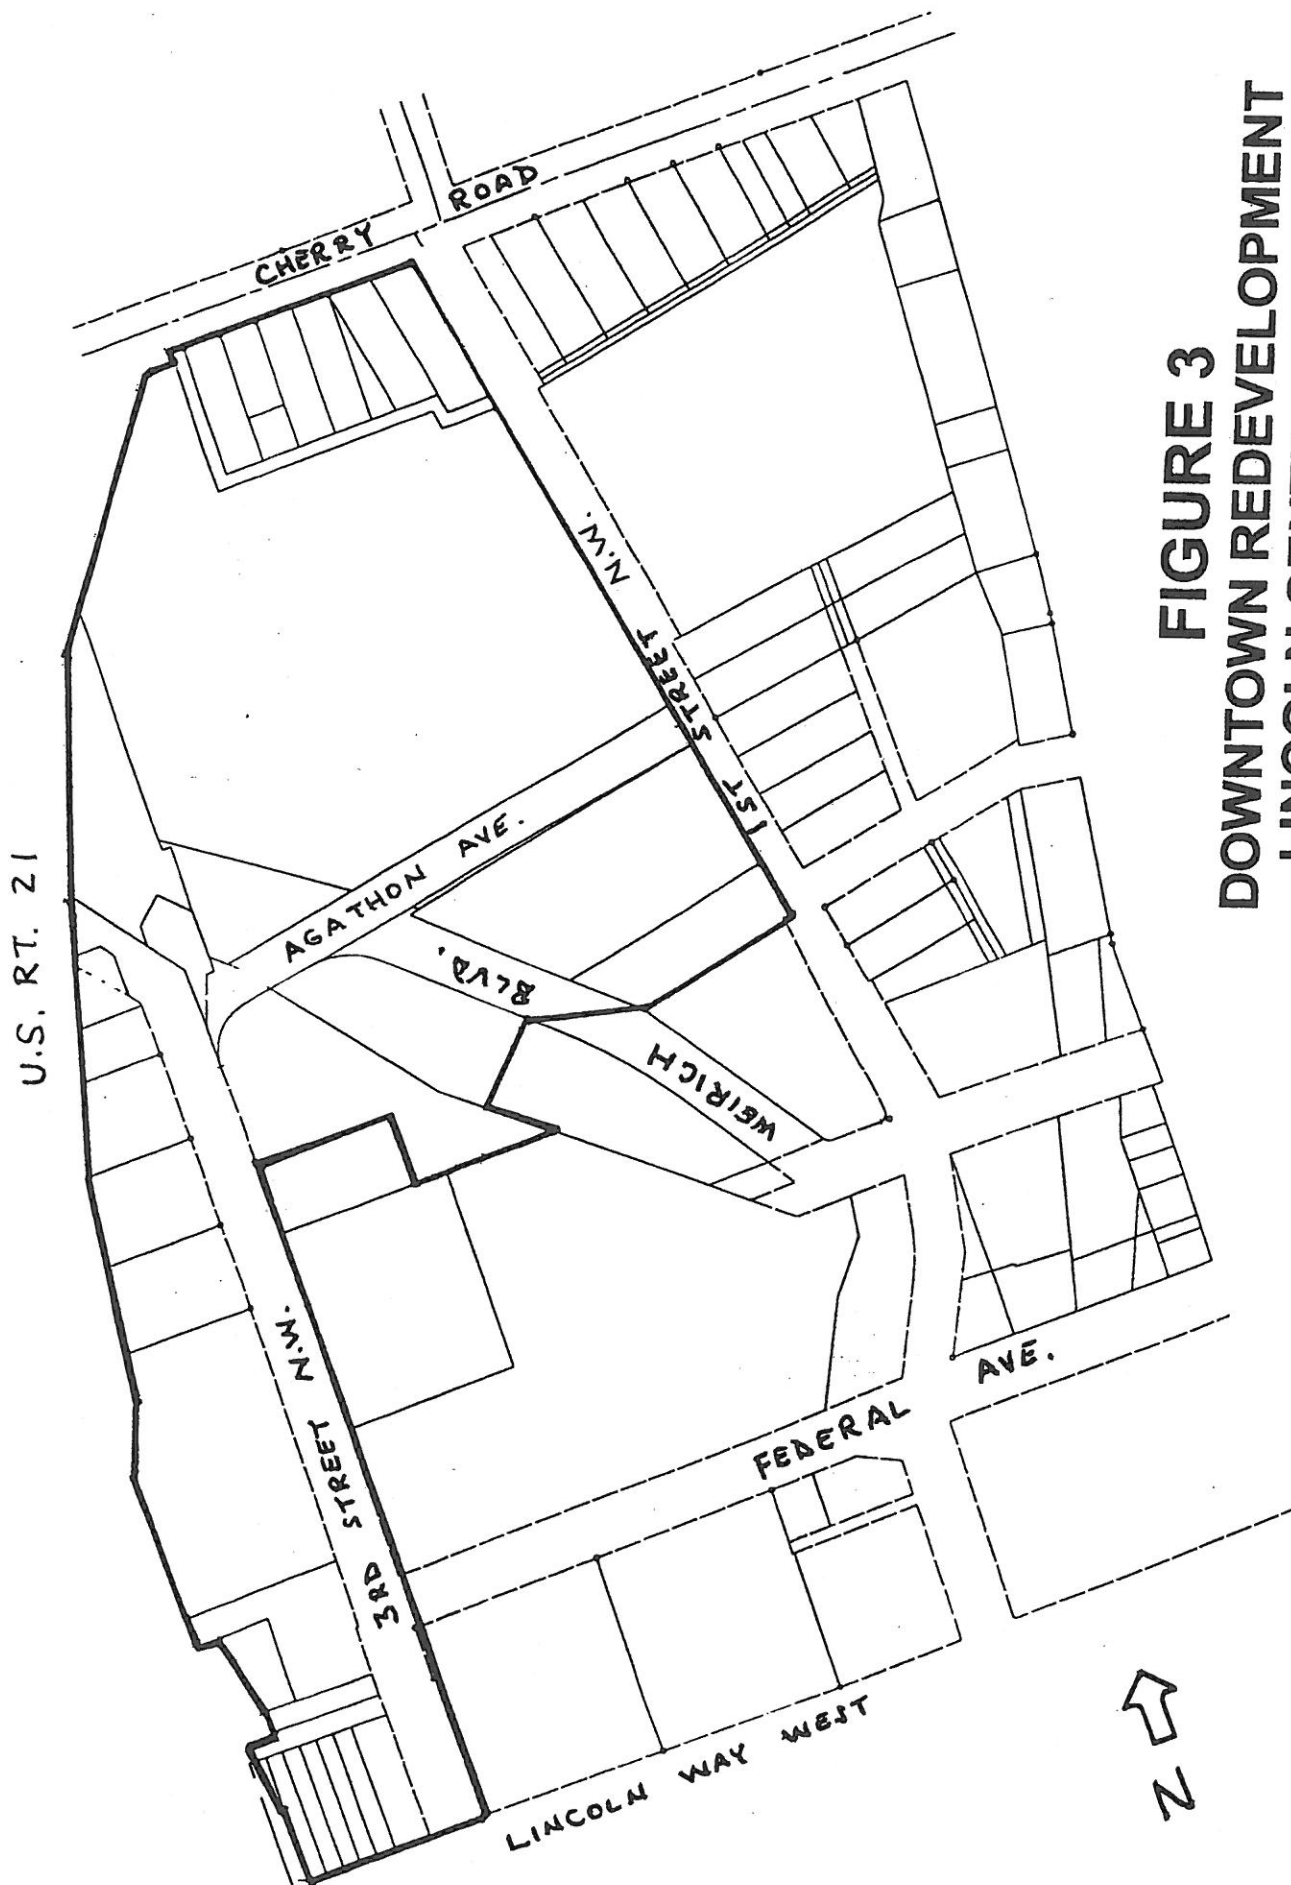 CHERRY ROAD
U.S. RT. 21
1ST STREET N.W.
AGATHON AVE.
WEIRICH BLVD.
3RD STREET N.W.
FEDERAL AVE.
LINCOLN WAY WEST
N
FIGURE 3
DOWNTOWN REDEVELOPMENT